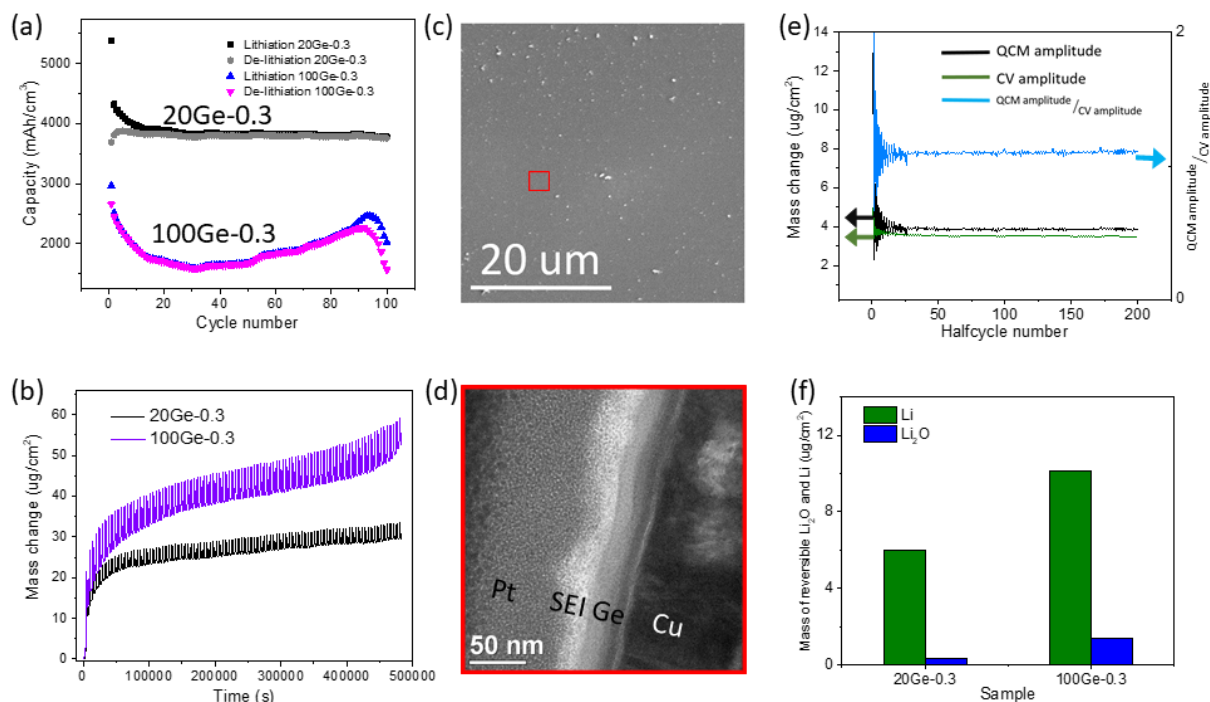 (a)
Capacity (mAh/cm³)
5000
4000
3000
2000
Lithiation 20Ge-0.3
De-lithiation 20Ge-0.3
Lithiation 100Ge-0.3
De-lithiation 100Ge-0.3
20Ge-0.3
100Ge-0.3
0 20 40 60 80 100
Cycle number
(c)
20 um
(e)
Mass change (ug/cm²)
14
12
10
8
6
4
2
QCM amplitude
CV amplitude
QCM amplitude/CV amplitude
2
0
QCM amplitude/CV amplitude
0 50 100 150 200
Halfcycle number
(b)
Mass change (ug/cm²)
60
50
40
30
20
10
0
20Ge-0.3
100Ge-0.3
0 100000 200000 300000 400000 500000
Time (s)
(d)
Pt SEI Ge Cu
50 nm
(f)
Mass of reversible Li₂O and Li (ug/cm²)
12
6
0
Li
Li₂O
20Ge-0.3 100Ge-0.3
Sample